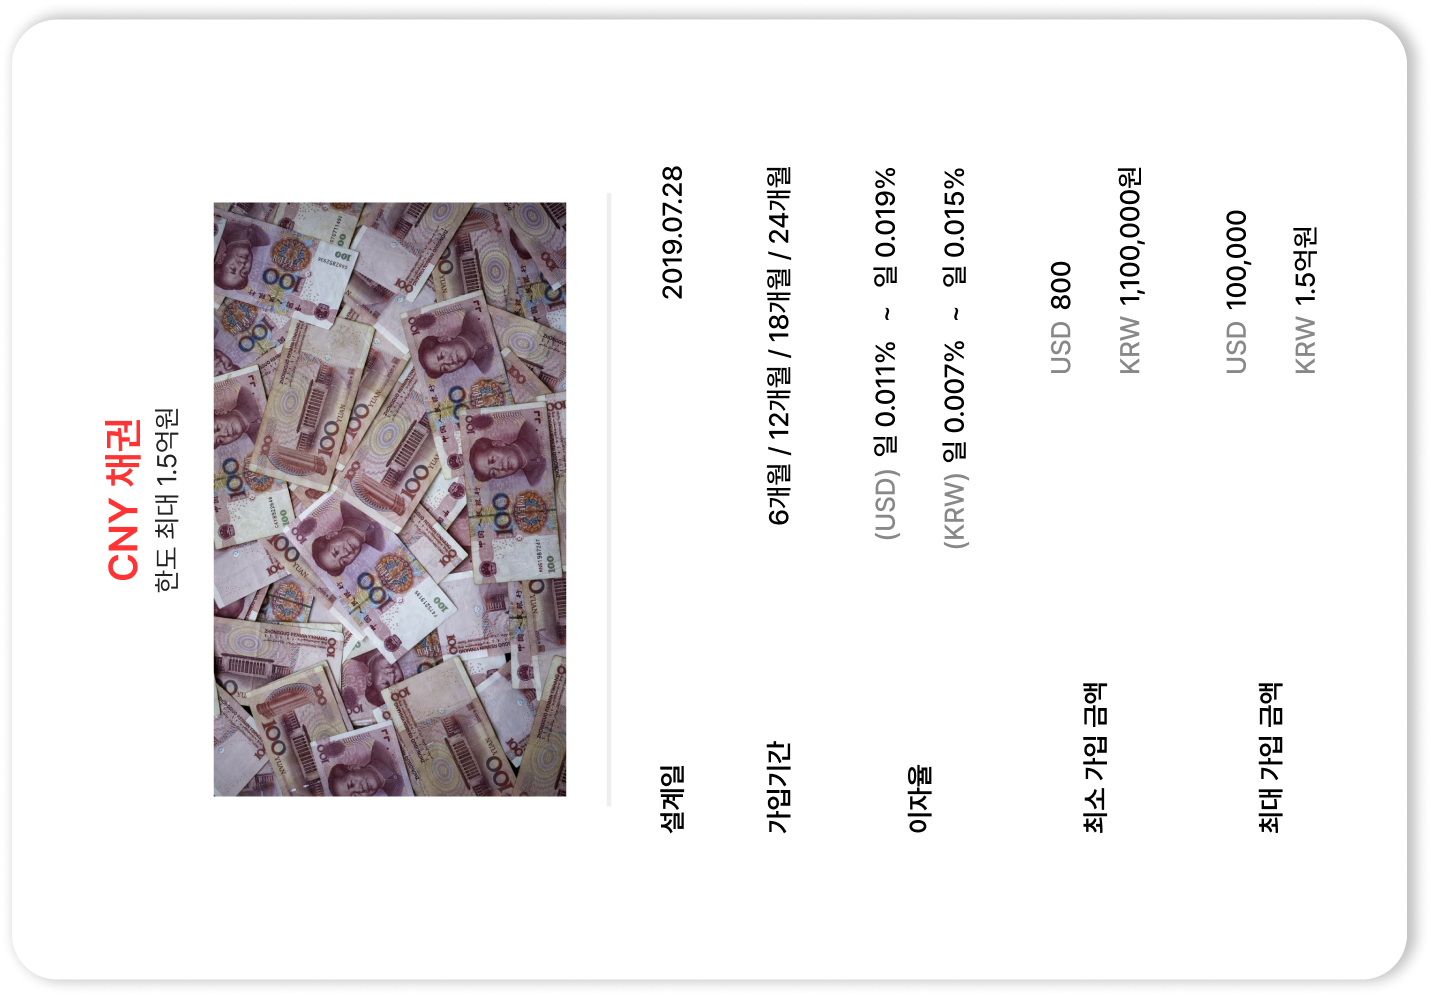 CNY 채권
한도 최대 1.5억원
설계일 2019.07.28
가입기간 6개월 / 12개월 / 18개월 / 24개월
이자율
(USD) 일 0.011% ~ 일 0.019%
(KRW) 일 0.007% ~ 일 0.015%
최소 가입 금액
USD 800
KRW 1,100,000원
최대 가입 금액
USD 100,000
KRW 1.5억원